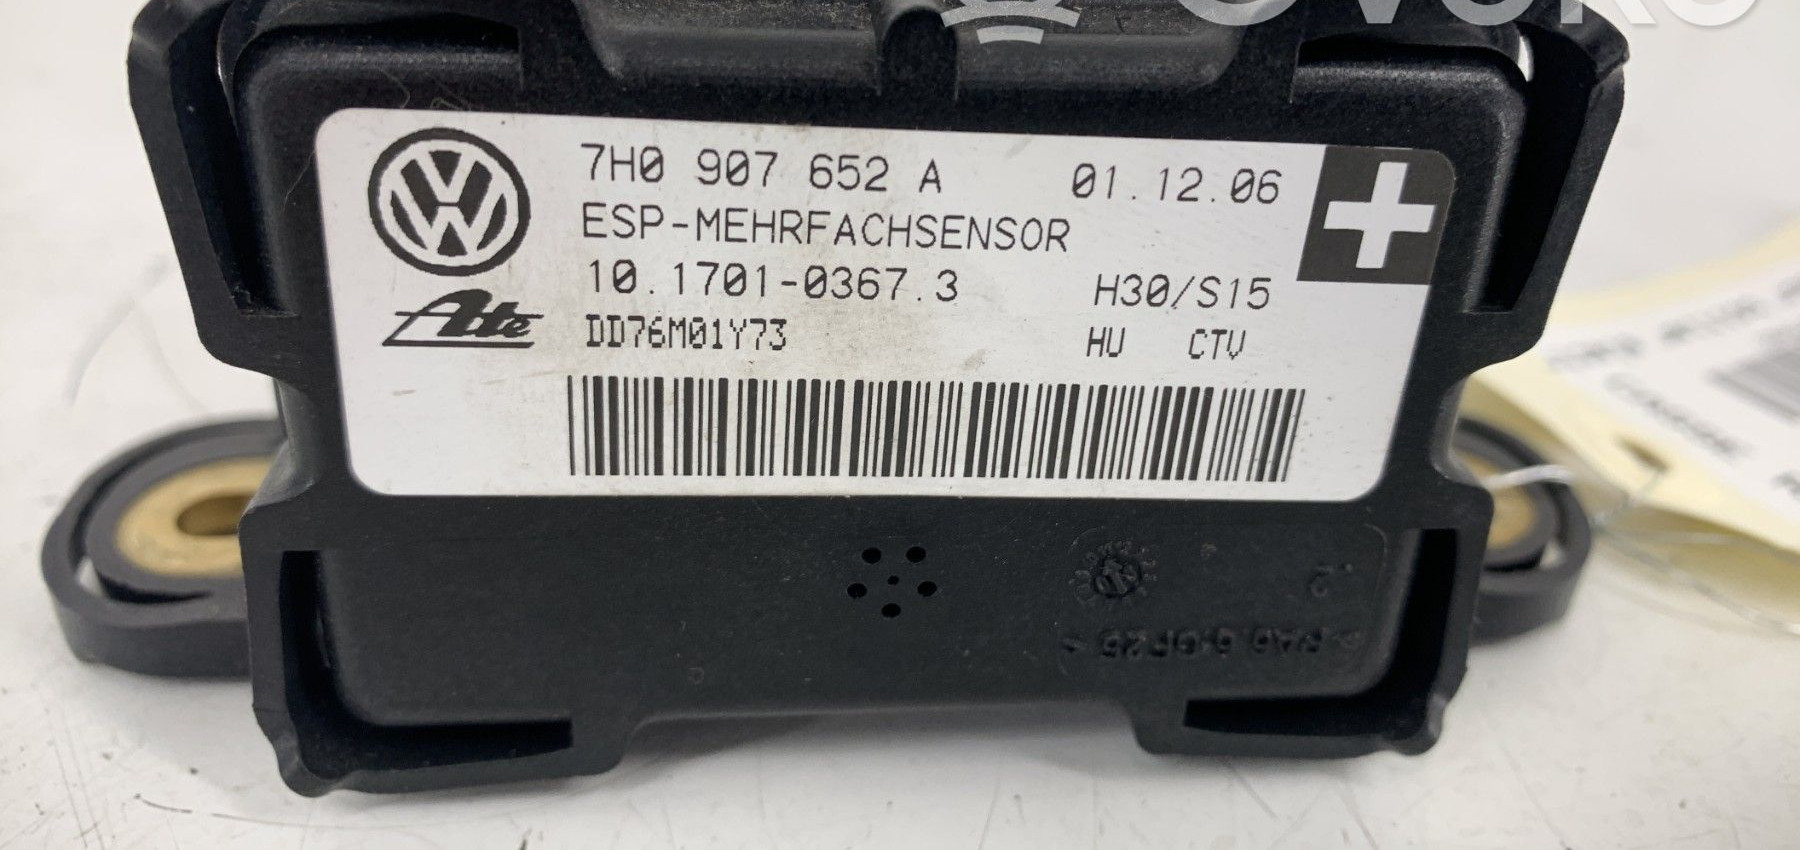 7H0 907 652 A 01.12.06
ESP-MEHRFACHSENSOR
10.1701-0367.3 H30/S15
Ate
DD76M01Y73 HU CTV